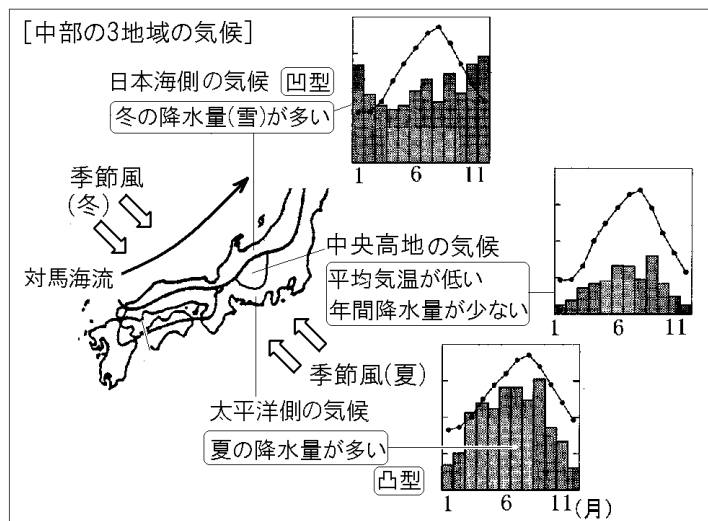 [中部の3地域の気候]
日本海側の気候 凹型
冬の降水量(雪)が多い
1 6 11
季節風
(冬)
対馬海流
中央高地の気候
平均気温が低い
年間降水量が少ない
1 6 11
季節風(夏)
太平洋側の気候
夏の降水量が多い
凸型
1 6 11(月)